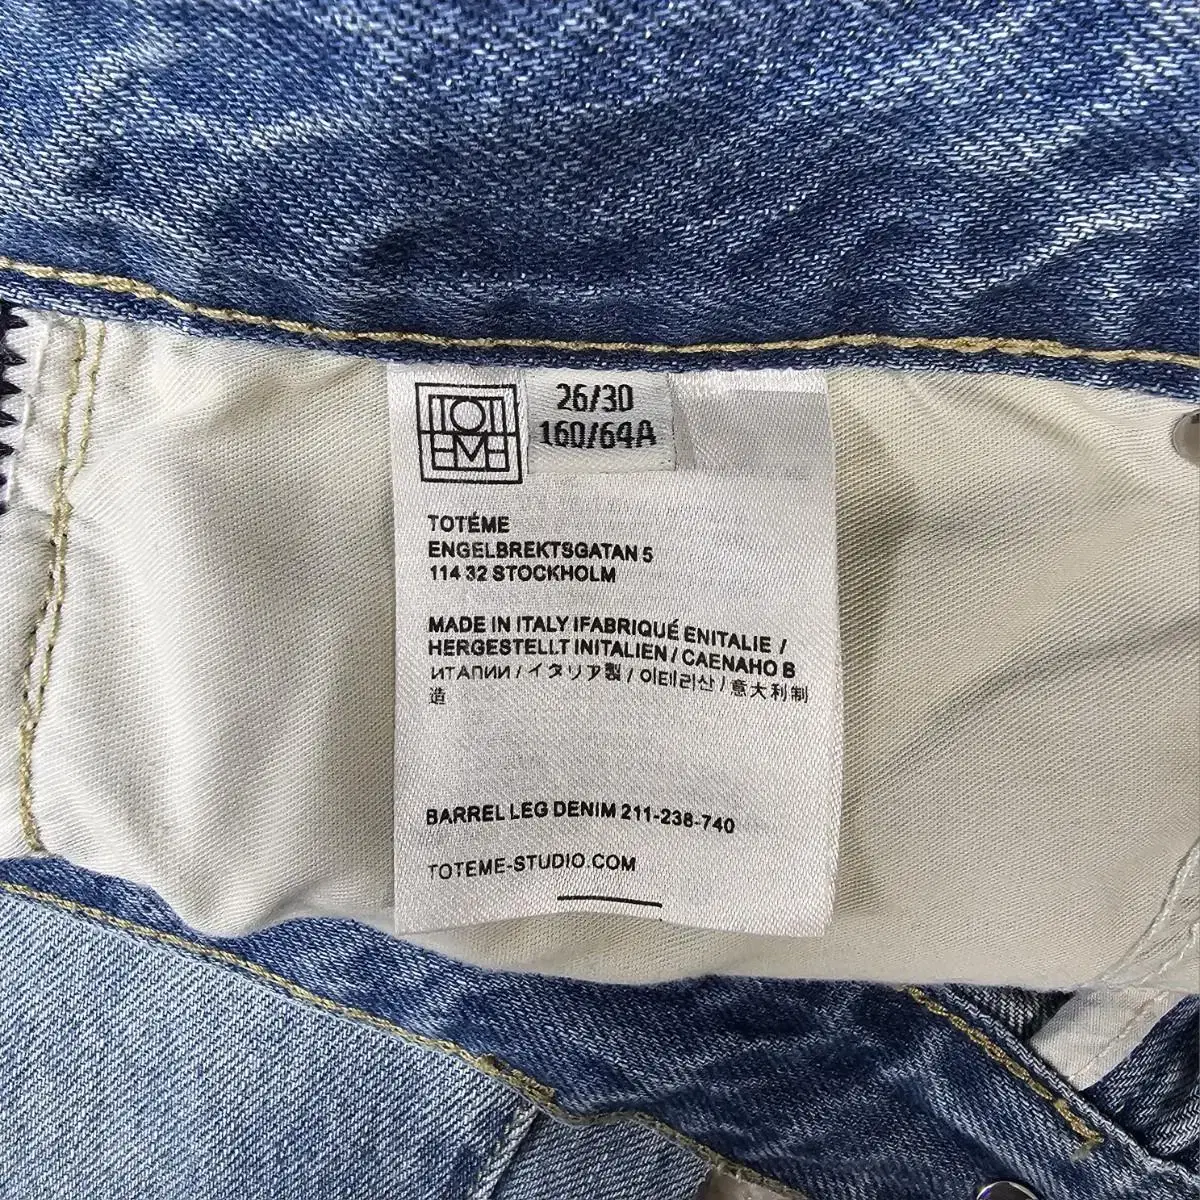 TOTEME
26/30
160/64A
TOTÉME
ENGELBREKTSGATAN 5
114 32 STOCKHOLM
MADE IN ITALY IFABRIQUÉ ENITALIE /
HERGESTELLT INITALIEN / CAENAHO B
ИТАПИИ / イタリア製 / 이테리산 / 意大利制
造
BARREL LEG DENIM 211-238-740
TOTEME-STUDIO.COM